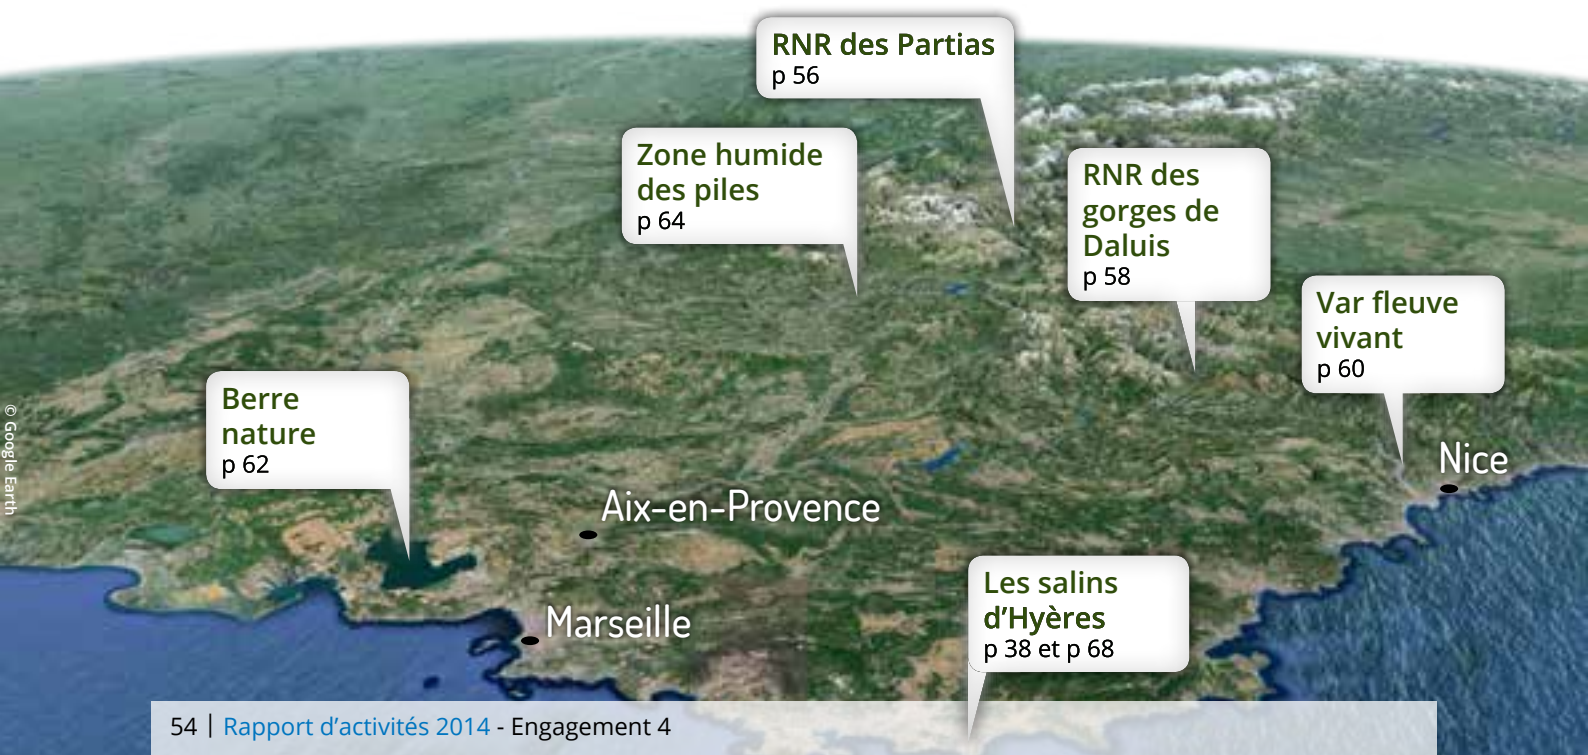 RNR des Partias
p 56
Zone humide
des piles
p 64
RNR des
gorges de
Daluis
p 58
Var fleuve
vivant
p 60
Berre
nature
p 62
Nice
Aix-en-Provence
Les salins
d'Hyères
p 38 et p 68
Marseille
© Google Earth
54 | Rapport d'activités 2014 - Engagement 4